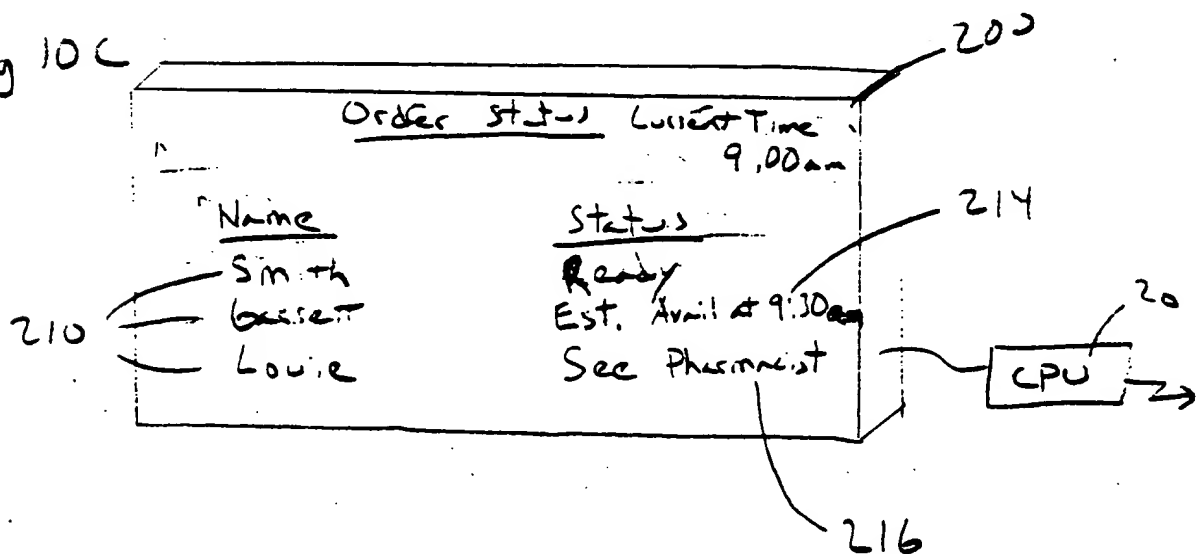 g 10C
200
Order Status Current Time
9:00am
Name Status
214
Smith Ready
210 Est. Avail at 9:30am
20
Louie See Pharmacist
CPU
216